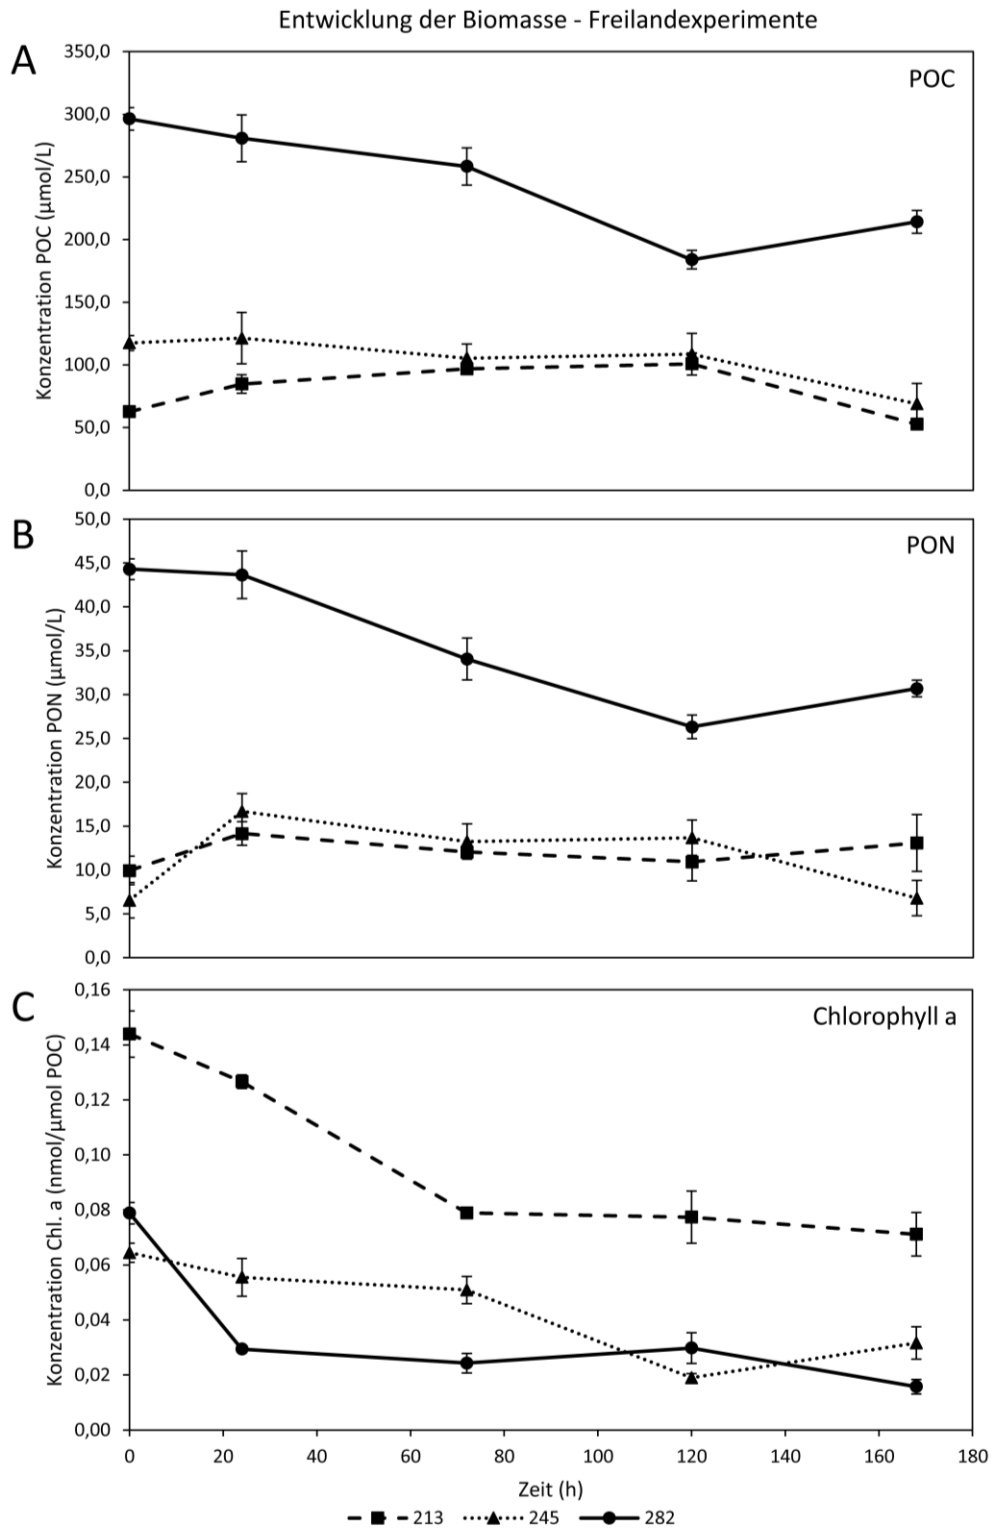 Entwicklung der Biomasse - Freilandexperimente
A
POC
Konzentration POC (µmol/L)
350,0
300,0
250,0
200,0
150,0
100,0
50,0
0,0
B
PON
Konzentration PON (µmol/L)
50,0
45,0
40,0
35,0
30,0
25,0
20,0
15,0
10,0
5,0
0,0
C
Chlorophyll a
Konzentration Chl. a (nmol/µmol POC)
0,16
0,14
0,12
0,10
0,08
0,06
0,04
0,02
0,00
0 20 40 60 80 100 120 140 160 180
Zeit (h)
213 245 282